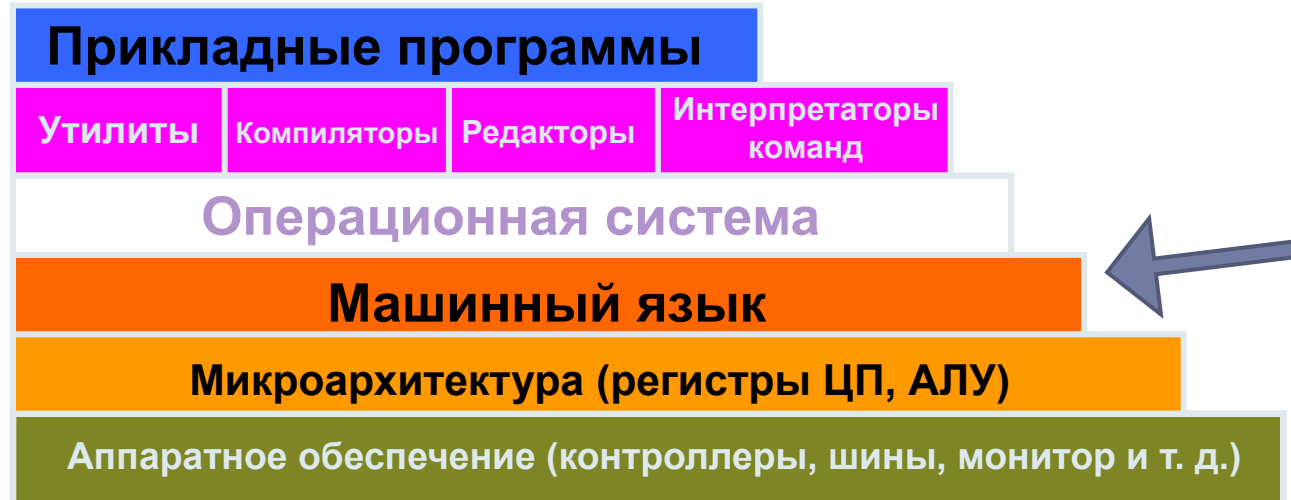 Прикладные программы
Утилиты Компиляторы Редакторы Интерпретаторы
команд
Операционная система
Машинный язык
Микроархитектура (регистры ЦП, АЛУ)
Аппаратное обеспечение (контроллеры, шины, монитор и т. д.)